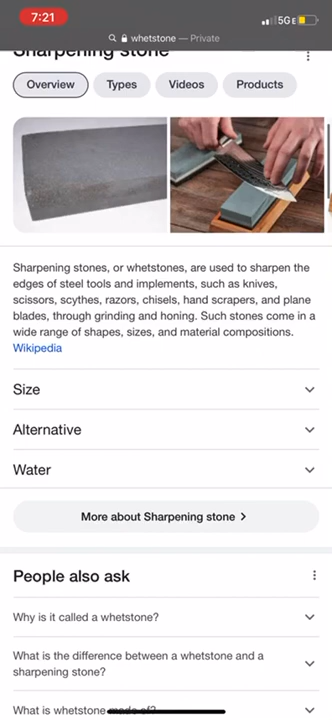 7:21
5GE
whetstone — Private
Sharpening stone
Overview
Types
Videos
Products
Sharpening stones, or whetstones, are used to sharpen the
edges of steel tools and implements, such as knives,
scissors, scythes, razors, chisels, hand scrapers, and plane
blades, through grinding and honing. Such stones come in a
wide range of shapes, sizes, and material compositions.
Wikipedia
Size
Alternative
Water
More about Sharpening stone
People also ask
Why is it called a whetstone?
What is the difference between a whetstone and a
sharpening stone?
What is whetstone made of?